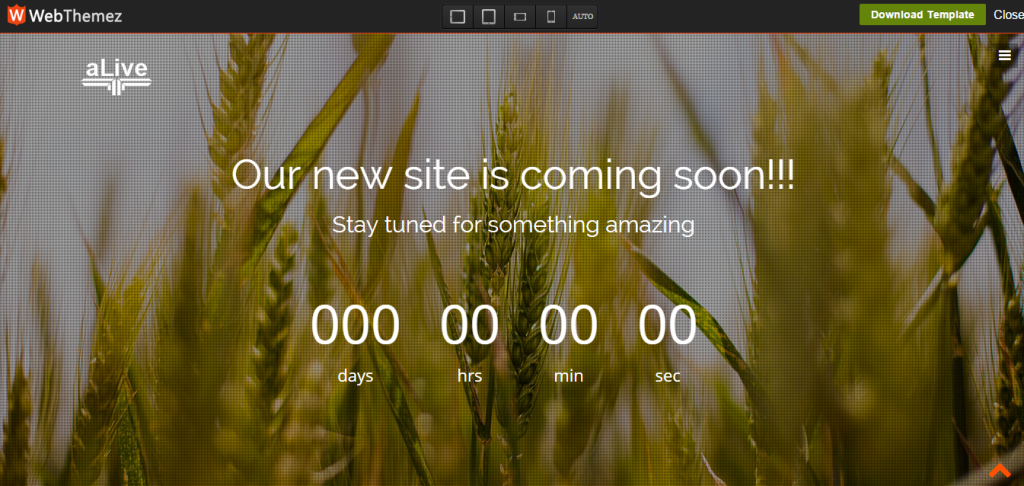 WebThemez
AUTO
Download Template
Close
aLive
Our new site is coming soon!!!
Stay tuned for something amazing
000 00 00 00
days hrs min sec